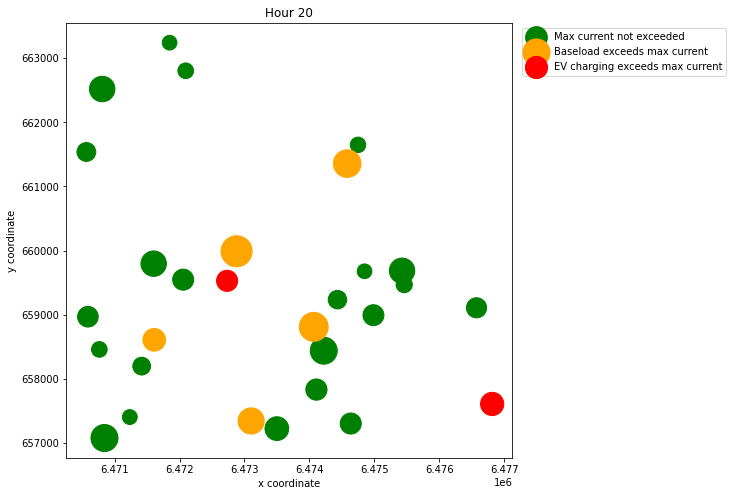 Hour 20
Max current not exceeded
Baseload exceeds max current
EV charging exceeds max current
y coordinate
663000
662000
661000
660000
659000
658000
657000
6.471 6.472 6.473 6.474 6.475 6.476 6.477
1e6
x coordinate